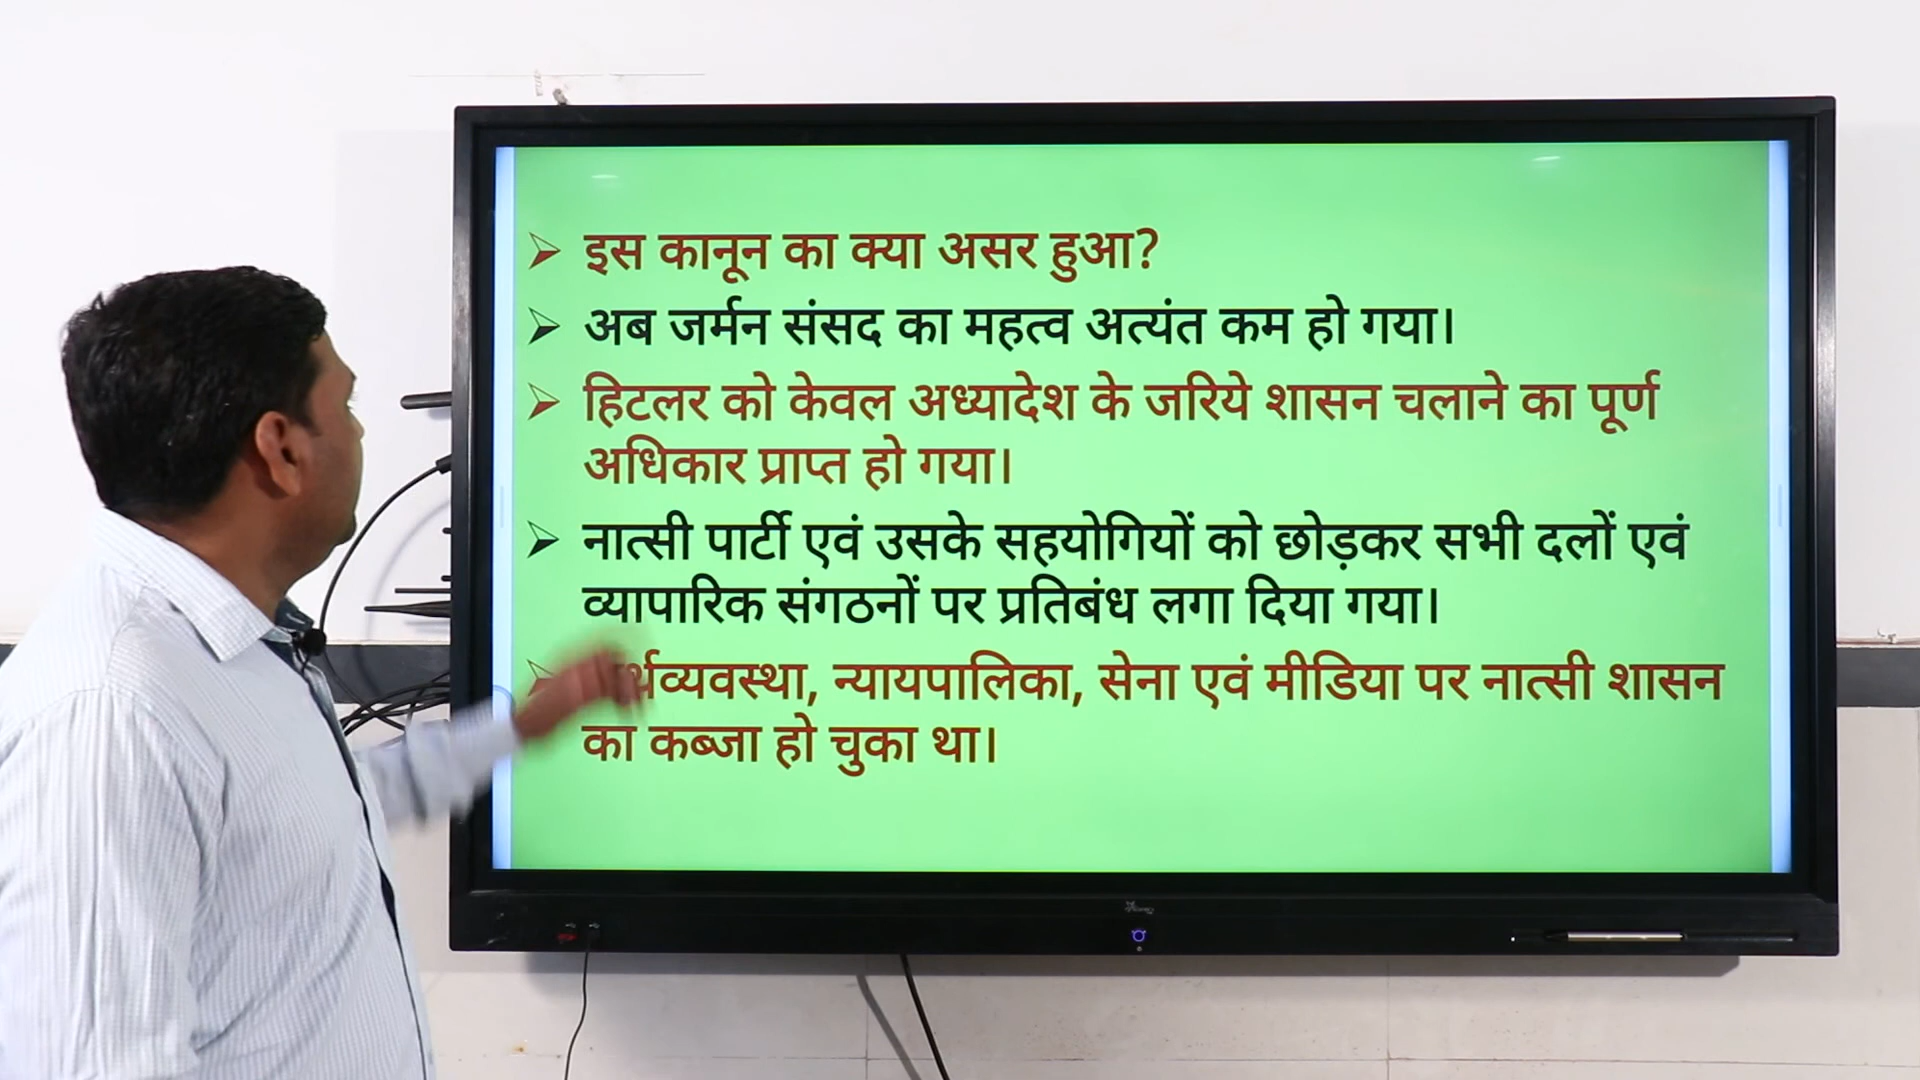 इस कानून का क्या असर हुआ?
अब जर्मन संसद का महत्व अत्यंत कम हो गया।
हिटलर को केवल अध्यादेश के जरिये शासन चलाने का पूर्ण
अधिकार प्राप्त हो गया।
नात्सी पार्टी एवं उसके सहयोगियों को छोड़कर सभी दलों एवं
व्यापारिक संगठनों पर प्रतिबंध लगा दिया गया।
न्यायपालिका, सेना एवं मीडिया पर नात्सी शासन
का कब्जा हो चुका था।